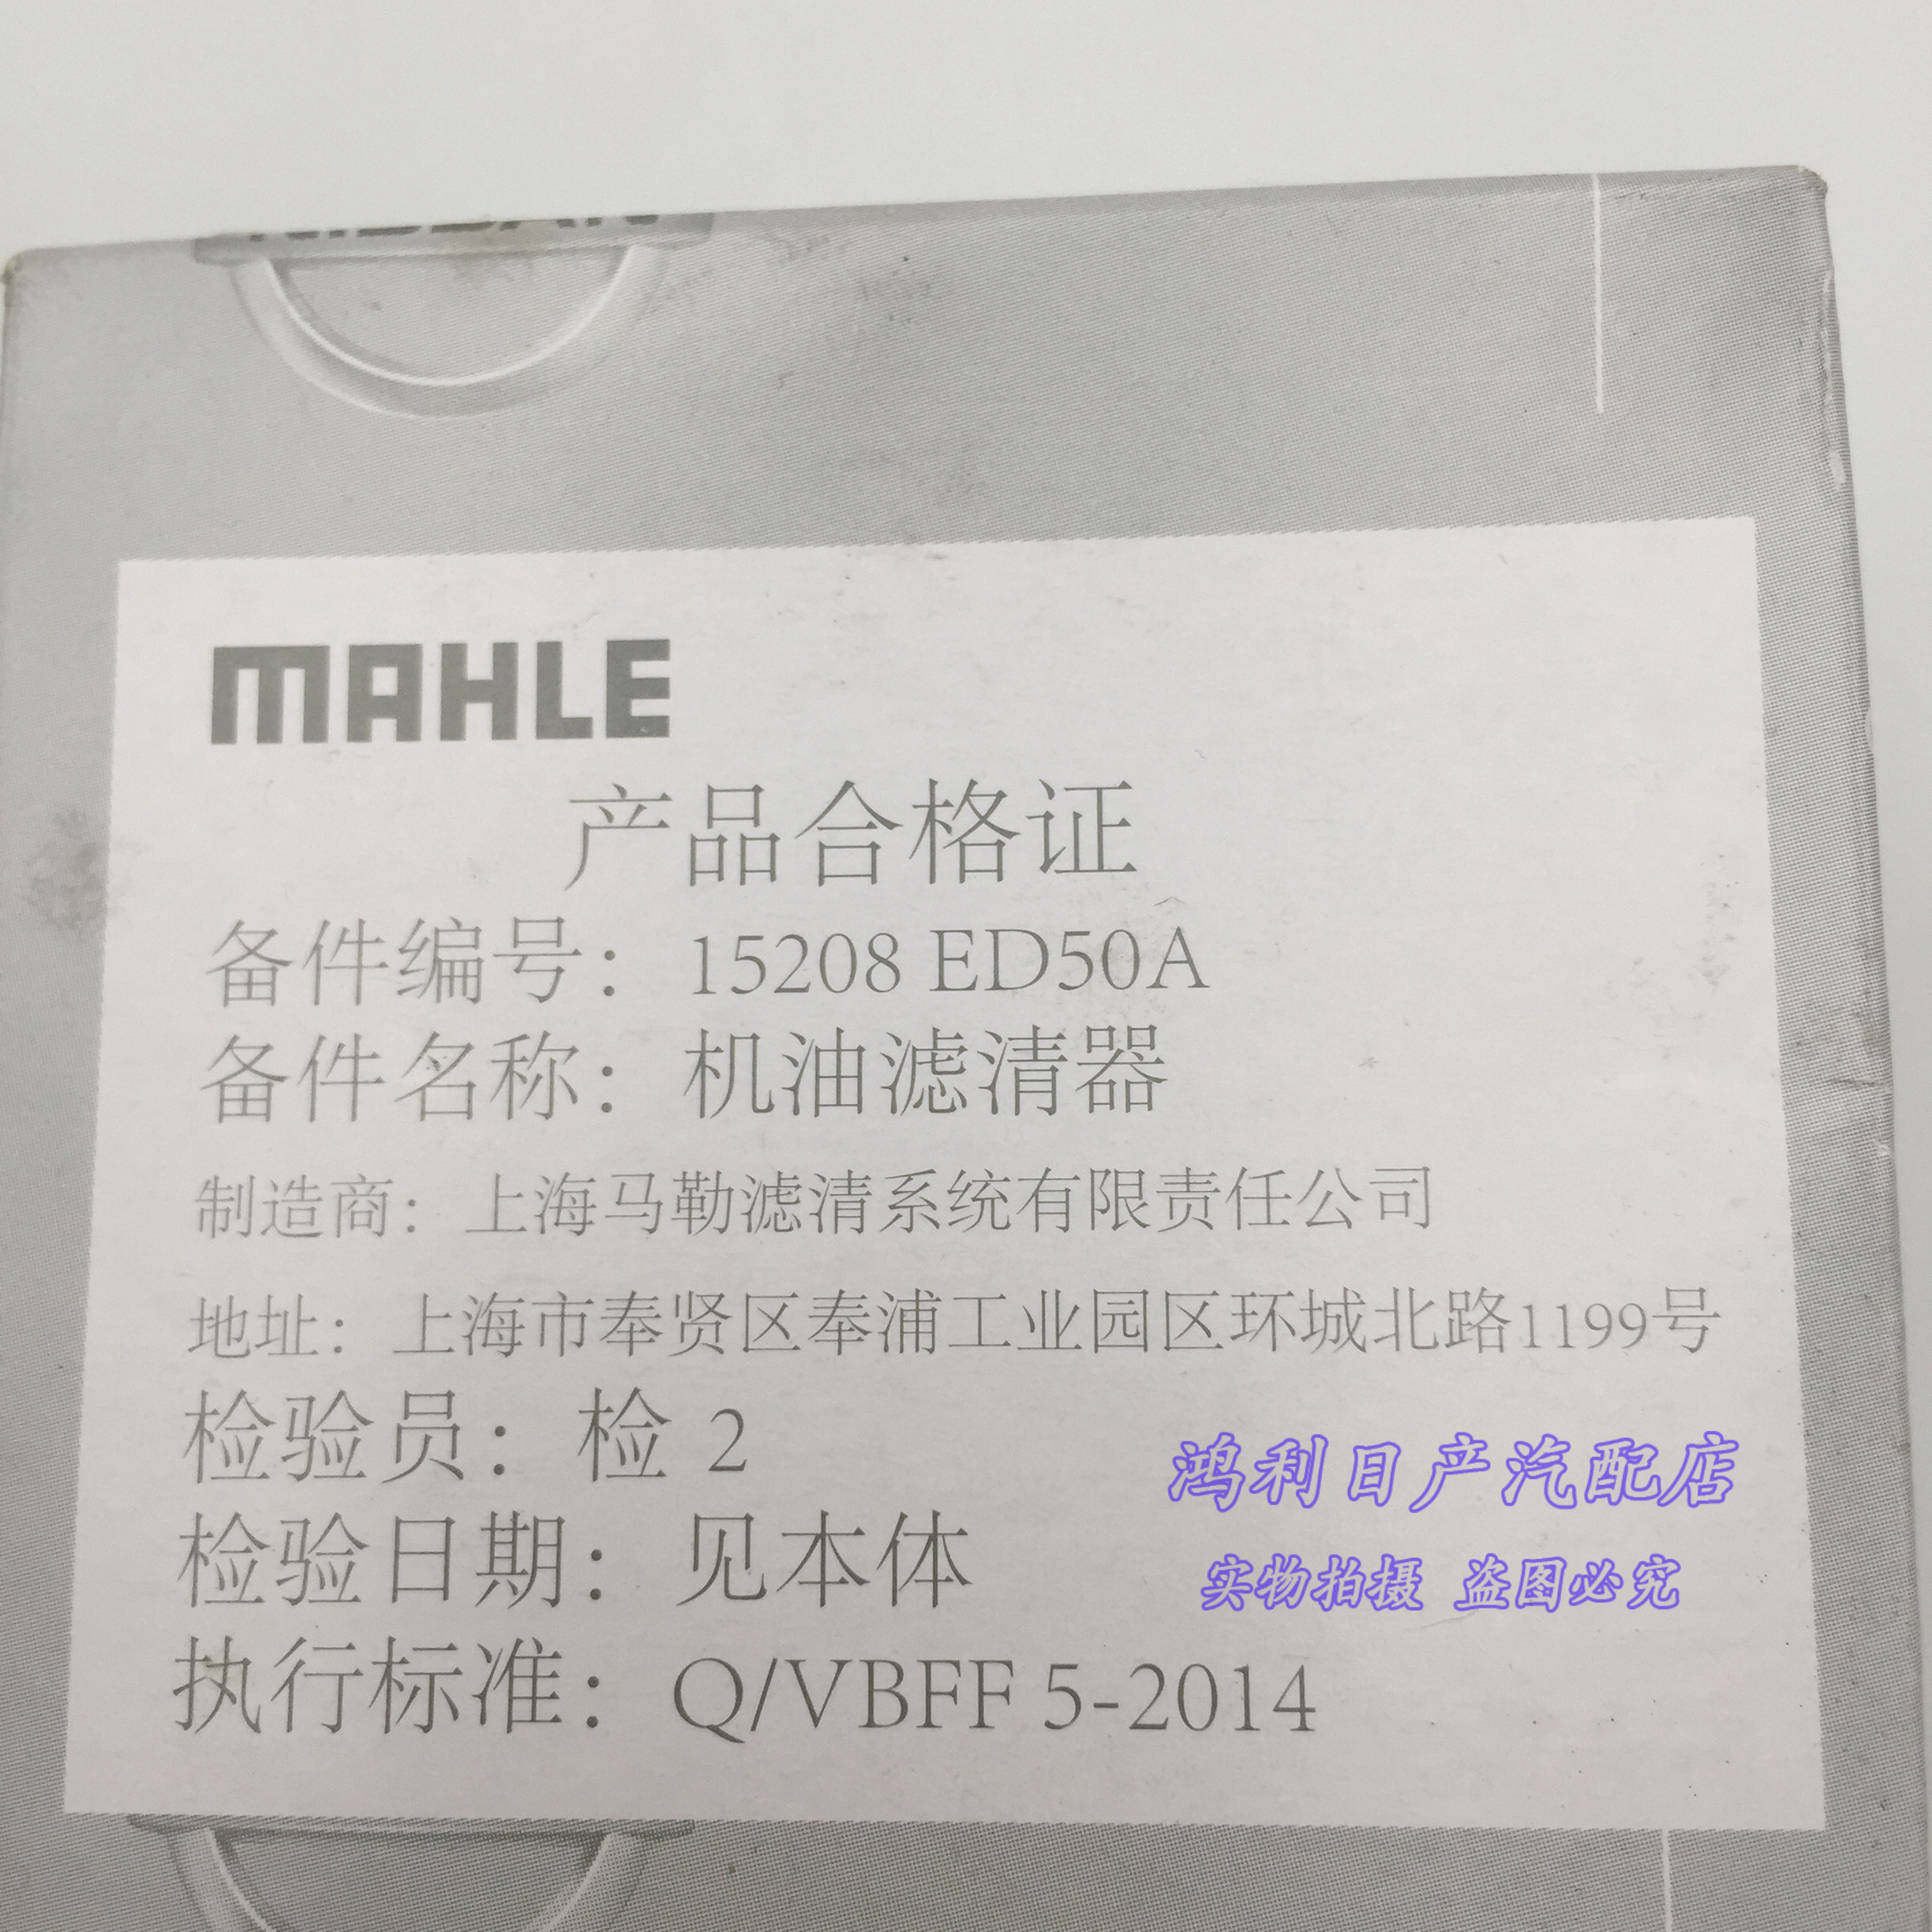 NISSAN
MAHLE
产品合格证
备件编号：15208 ED50A
备件名称：机油滤清器
制造商：上海马勒滤清系统有限责任公司
地址：上海市奉贤区奉浦工业园区环城北路1199号
检验员：检 2
检验日期：见本体
执行标准：Q/VBFF 5-2014
鸿利日产汽配店
实物拍摄 盗图必究